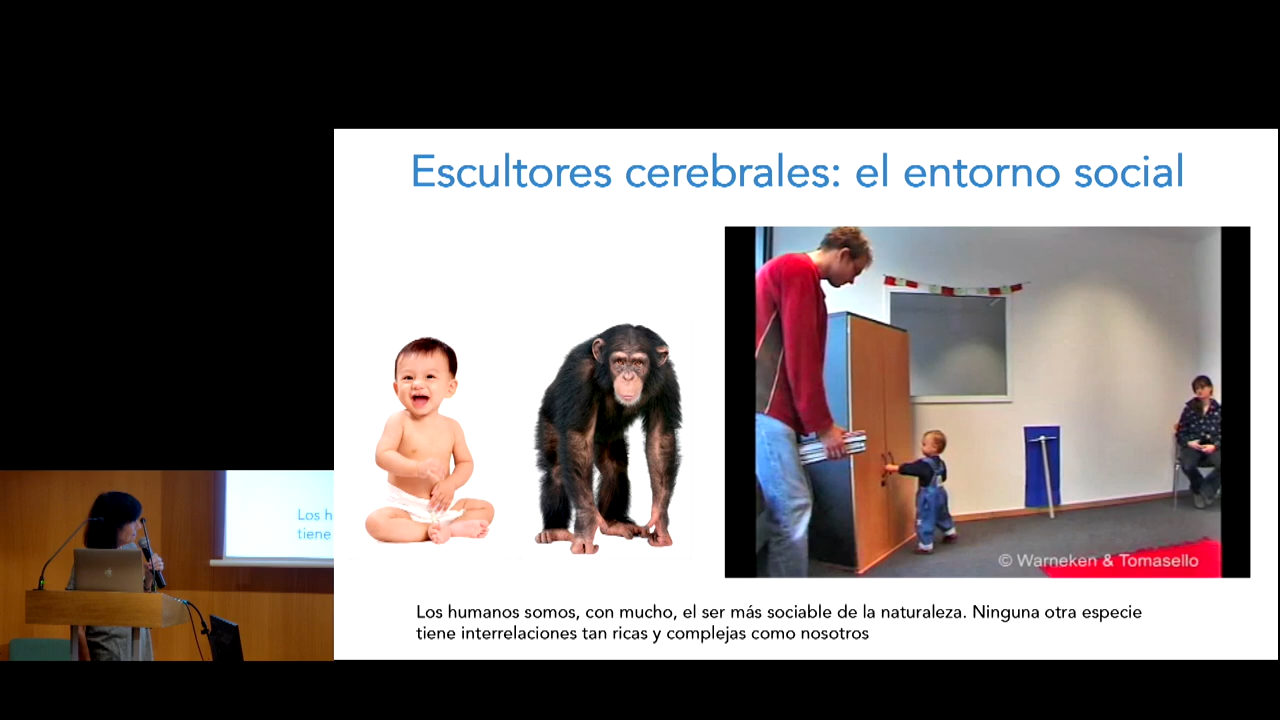 Escultores cerebrales: el entorno social
© Warneken & Tomasello
Los humanos somos, con mucho, el ser más sociable de la naturaleza. Ninguna otra especie
tiene interrelaciones tan ricas y complejas como nosotros
Los h
tiene